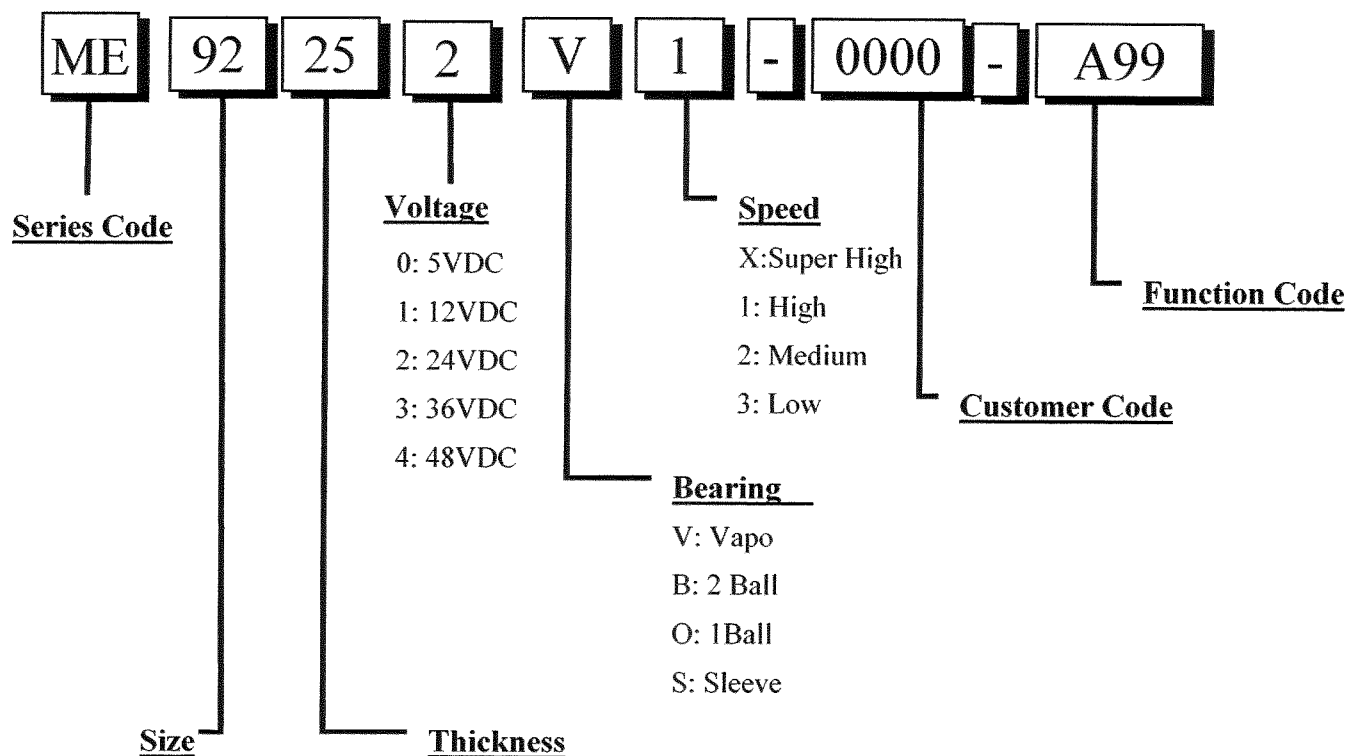 ME 92 25 2 V 1 - 0000 - A99
Series Code
Voltage
0: 5VDC
1: 12VDC
2: 24VDC
3: 36VDC
4: 48VDC
Speed
X:Super High
1: High
2: Medium
3: Low
Function Code
Customer Code
Bearing
V: Vapo
B: 2 Ball
O: 1Ball
S: Sleeve
Size
Thickness